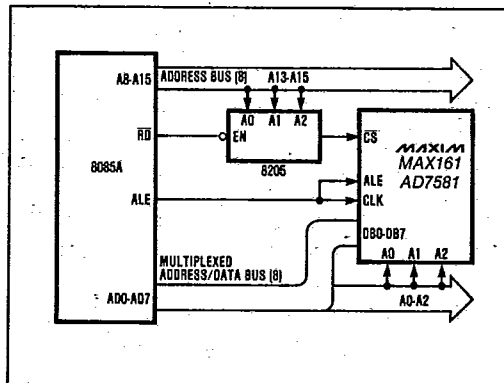 A8-A15
ADDRESS BUS (8) A13-A15
A0 A1 A2
RD
EN
CS
8205
8085A
MAXIM
MAX161
AD7581
ALE
ALE
CLK
DB0-DB7
MULTIPLEXED
ADDRESS/DATA BUS (8)
A0 A1 A2
AD0-AD7
A0-A2